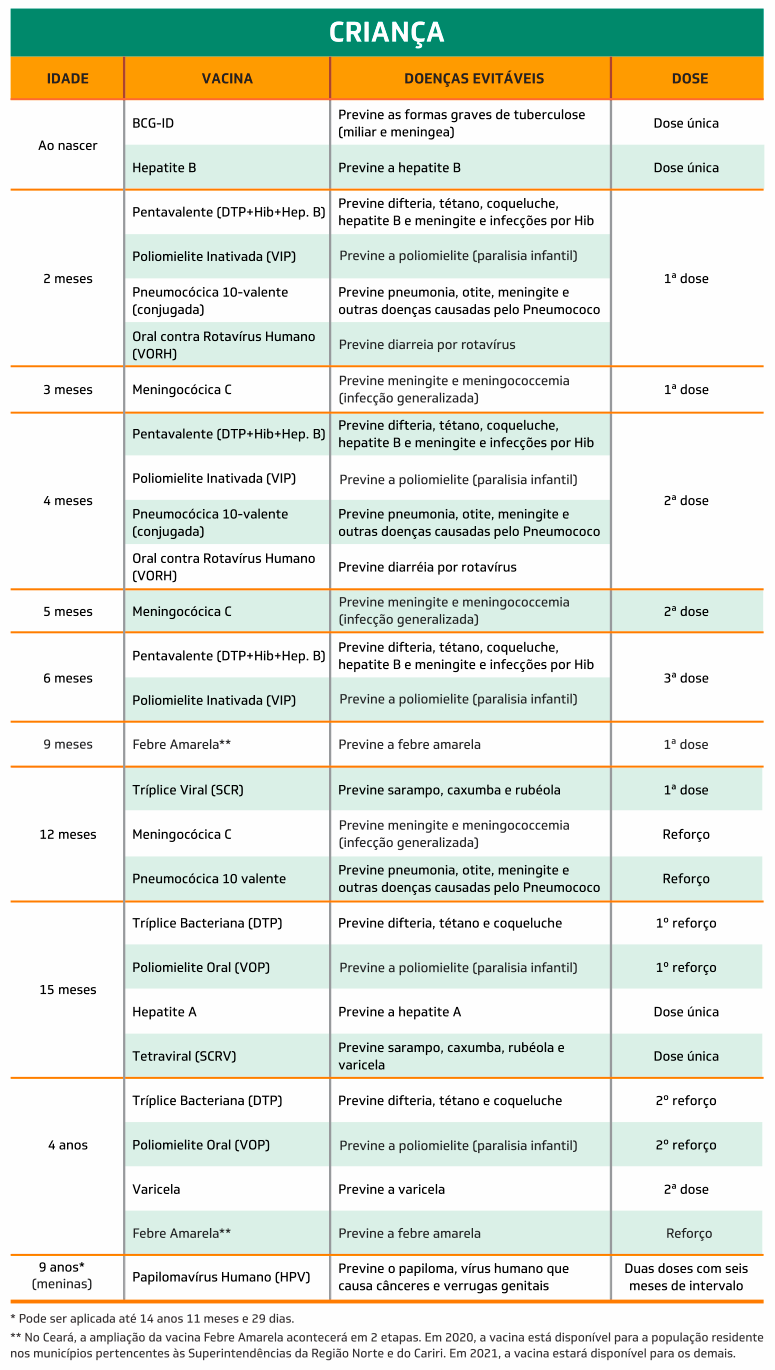 CRIANÇA
IDADE VACINA DOENÇAS EVITÁVEIS DOSE
Ao nascer
BCG-ID
Previne as formas graves de tuberculose
(miliar e meningea)
Dose única
Hepatite B
Previne a hepatite B
Dose única
2 meses
Pentavalente (DTP+Hib+Hep. B)
Previne difteria, tétano, coqueluche,
hepatite B e meningite e infecções por Hib
Poliomielite Inativada (VIP)
Previne a poliomielite (paralisia infantil)
Pneumocócica 10-valente
(conjugada)
Previne pneumonia, otite, meningite e
outras doenças causadas pelo Pneumococo
Oral contra Rotavírus Humano
(VORH)
Previne diarreia por rotavírus
1ª dose
3 meses
Meningocócica C
Previne meningite e meningococcemia
(infecção generalizada)
1ª dose
4 meses
Pentavalente (DTP+Hib+Hep. B)
Previne difteria, tétano, coqueluche,
hepatite B e meningite e infecções por Hib
Poliomielite Inativada (VIP)
Previne a poliomielite (paralisia infantil)
Pneumocócica 10-valente
(conjugada)
Previne pneumonia, otite, meningite e
outras doenças causadas pelo Pneumococo
Oral contra Rotavírus Humano
(VORH)
Previne diarréia por rotavírus
2ª dose
5 meses
Meningocócica C
Previne meningite e meningococcemia
(infecção generalizada)
2ª dose
6 meses
Pentavalente (DTP+Hib+Hep. B)
Previne difteria, tétano, coqueluche,
hepatite B e meningite e infecções por Hib
Poliomielite Inativada (VIP)
Previne a poliomielite (paralisia infantil)
3ª dose
9 meses
Febre Amarela**
Previne a febre amarela
1ª dose
12 meses
Tríplice Viral (SCR)
Previne sarampo, caxumba e rubéola
1ª dose
Meningocócica C
Previne meningite e meningococcemia
(infecção generalizada)
Reforço
Pneumocócica 10 valente
Previne pneumonia, otite, meningite e
outras doenças causadas pelo Pneumococo
Reforço
15 meses
Tríplice Bacteriana (DTP)
Previne difteria, tétano e coqueluche
1º reforço
Poliomielite Oral (VOP)
Previne a poliomielite (paralisia infantil)
1º reforço
Hepatite A
Previne a hepatite A
Dose única
Tetraviral (SCRV)
Previne sarampo, caxumba, rubéola e
varicela
Dose única
4 anos
Tríplice Bacteriana (DTP)
Previne difteria, tétano e coqueluche
2º reforço
Poliomielite Oral (VOP)
Previne a poliomielite (paralisia infantil)
2º reforço
Varicela
Previne a varicela
2ª dose
Febre Amarela**
Previne a febre amarela
Reforço
9 anos*
(meninas)
Papilomavírus Humano (HPV)
Previne o papiloma, vírus humano que
causa cânceres e verrugas genitais
Duas doses com seis
meses de intervalo
* Pode ser aplicada até 14 anos 11 meses e 29 dias.
** No Ceará, a ampliação da vacina Febre Amarela acontecerá em 2 etapas. Em 2020, a vacina está disponível para a população residente
nos municípios pertencentes às Superintendências da Região Norte e do Cariri. Em 2021, a vacina estará disponível para os demais.